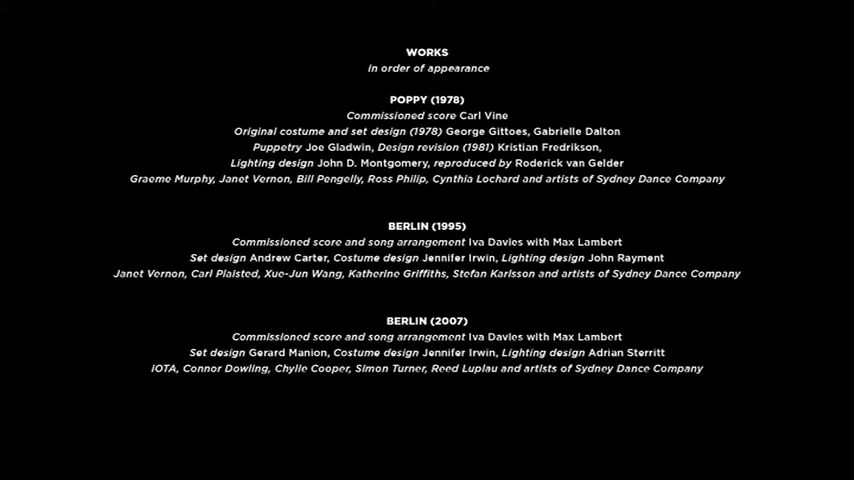 WORKS
in order of appearance
POPPY (1978)
Commissioned score Carl Vine
Original costume and set design (1978) George Gittoes, Gabrielle Dalton
Puppetry Joe Gladwin, Design revision (1981) Kristian Fredrikson,
Lighting design John D. Montgomery, reproduced by Roderick van Gelder
Graeme Murphy, Janet Vernon, Bill Pengelly, Ross Philip, Cynthia Lochard and artists of Sydney Dance Company
BERLIN (1995)
Commissioned score and song arrangement Iva Davies with Max Lambert
Set design Andrew Carter, Costume design Jennifer Irwin, Lighting design John Rayment
Janet Vernon, Carl Plaisted, Xue-Jun Wang, Katherine Griffiths, Stefan Karlsson and artists of Sydney Dance Company
BERLIN (2007)
Commissioned score and song arrangement Iva Davies with Max Lambert
Set design Gerard Manion, Costume design Jennifer Irwin, Lighting design Adrian Sterritt
iOTA, Connor Dowling, Chylie Cooper, Simon Turner, Reed Luplau and artists of Sydney Dance Company